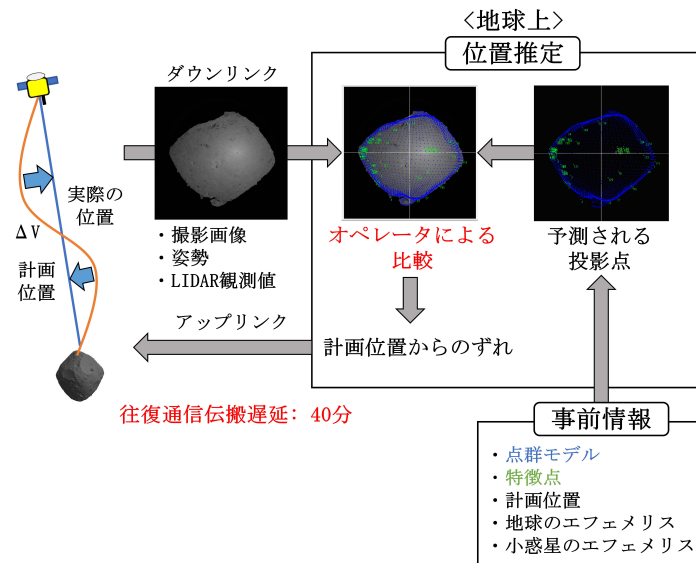 <地球上>
位置推定
ダウンリンク
実際の
位置
ΔV
計画
位置
・撮影画像
・姿勢
・LIDAR観測値
オペレータによる
比較
予測される
投影点
アップリンク
計画位置からのずれ
往復通信伝搬遅延: 40分
事前情報
・点群モデル
・特徴点
・計画位置
・地球のエフェメリス
・小惑星のエフェメリス